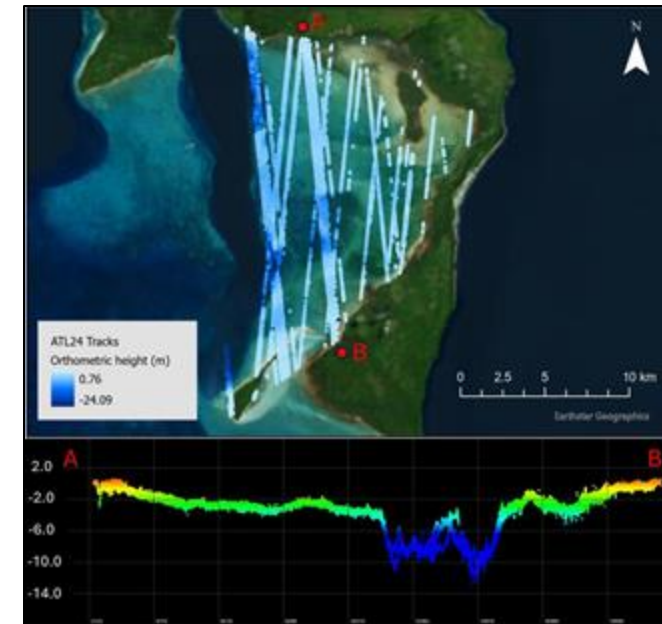 A
N
ATL24 Tracks
Orthometric height (m)
0.76
-24.09
B
0 2.5 5 10 km
Earthstar Geographics
A B
2.0
-2.0
-6.0
-10.0
-14.0